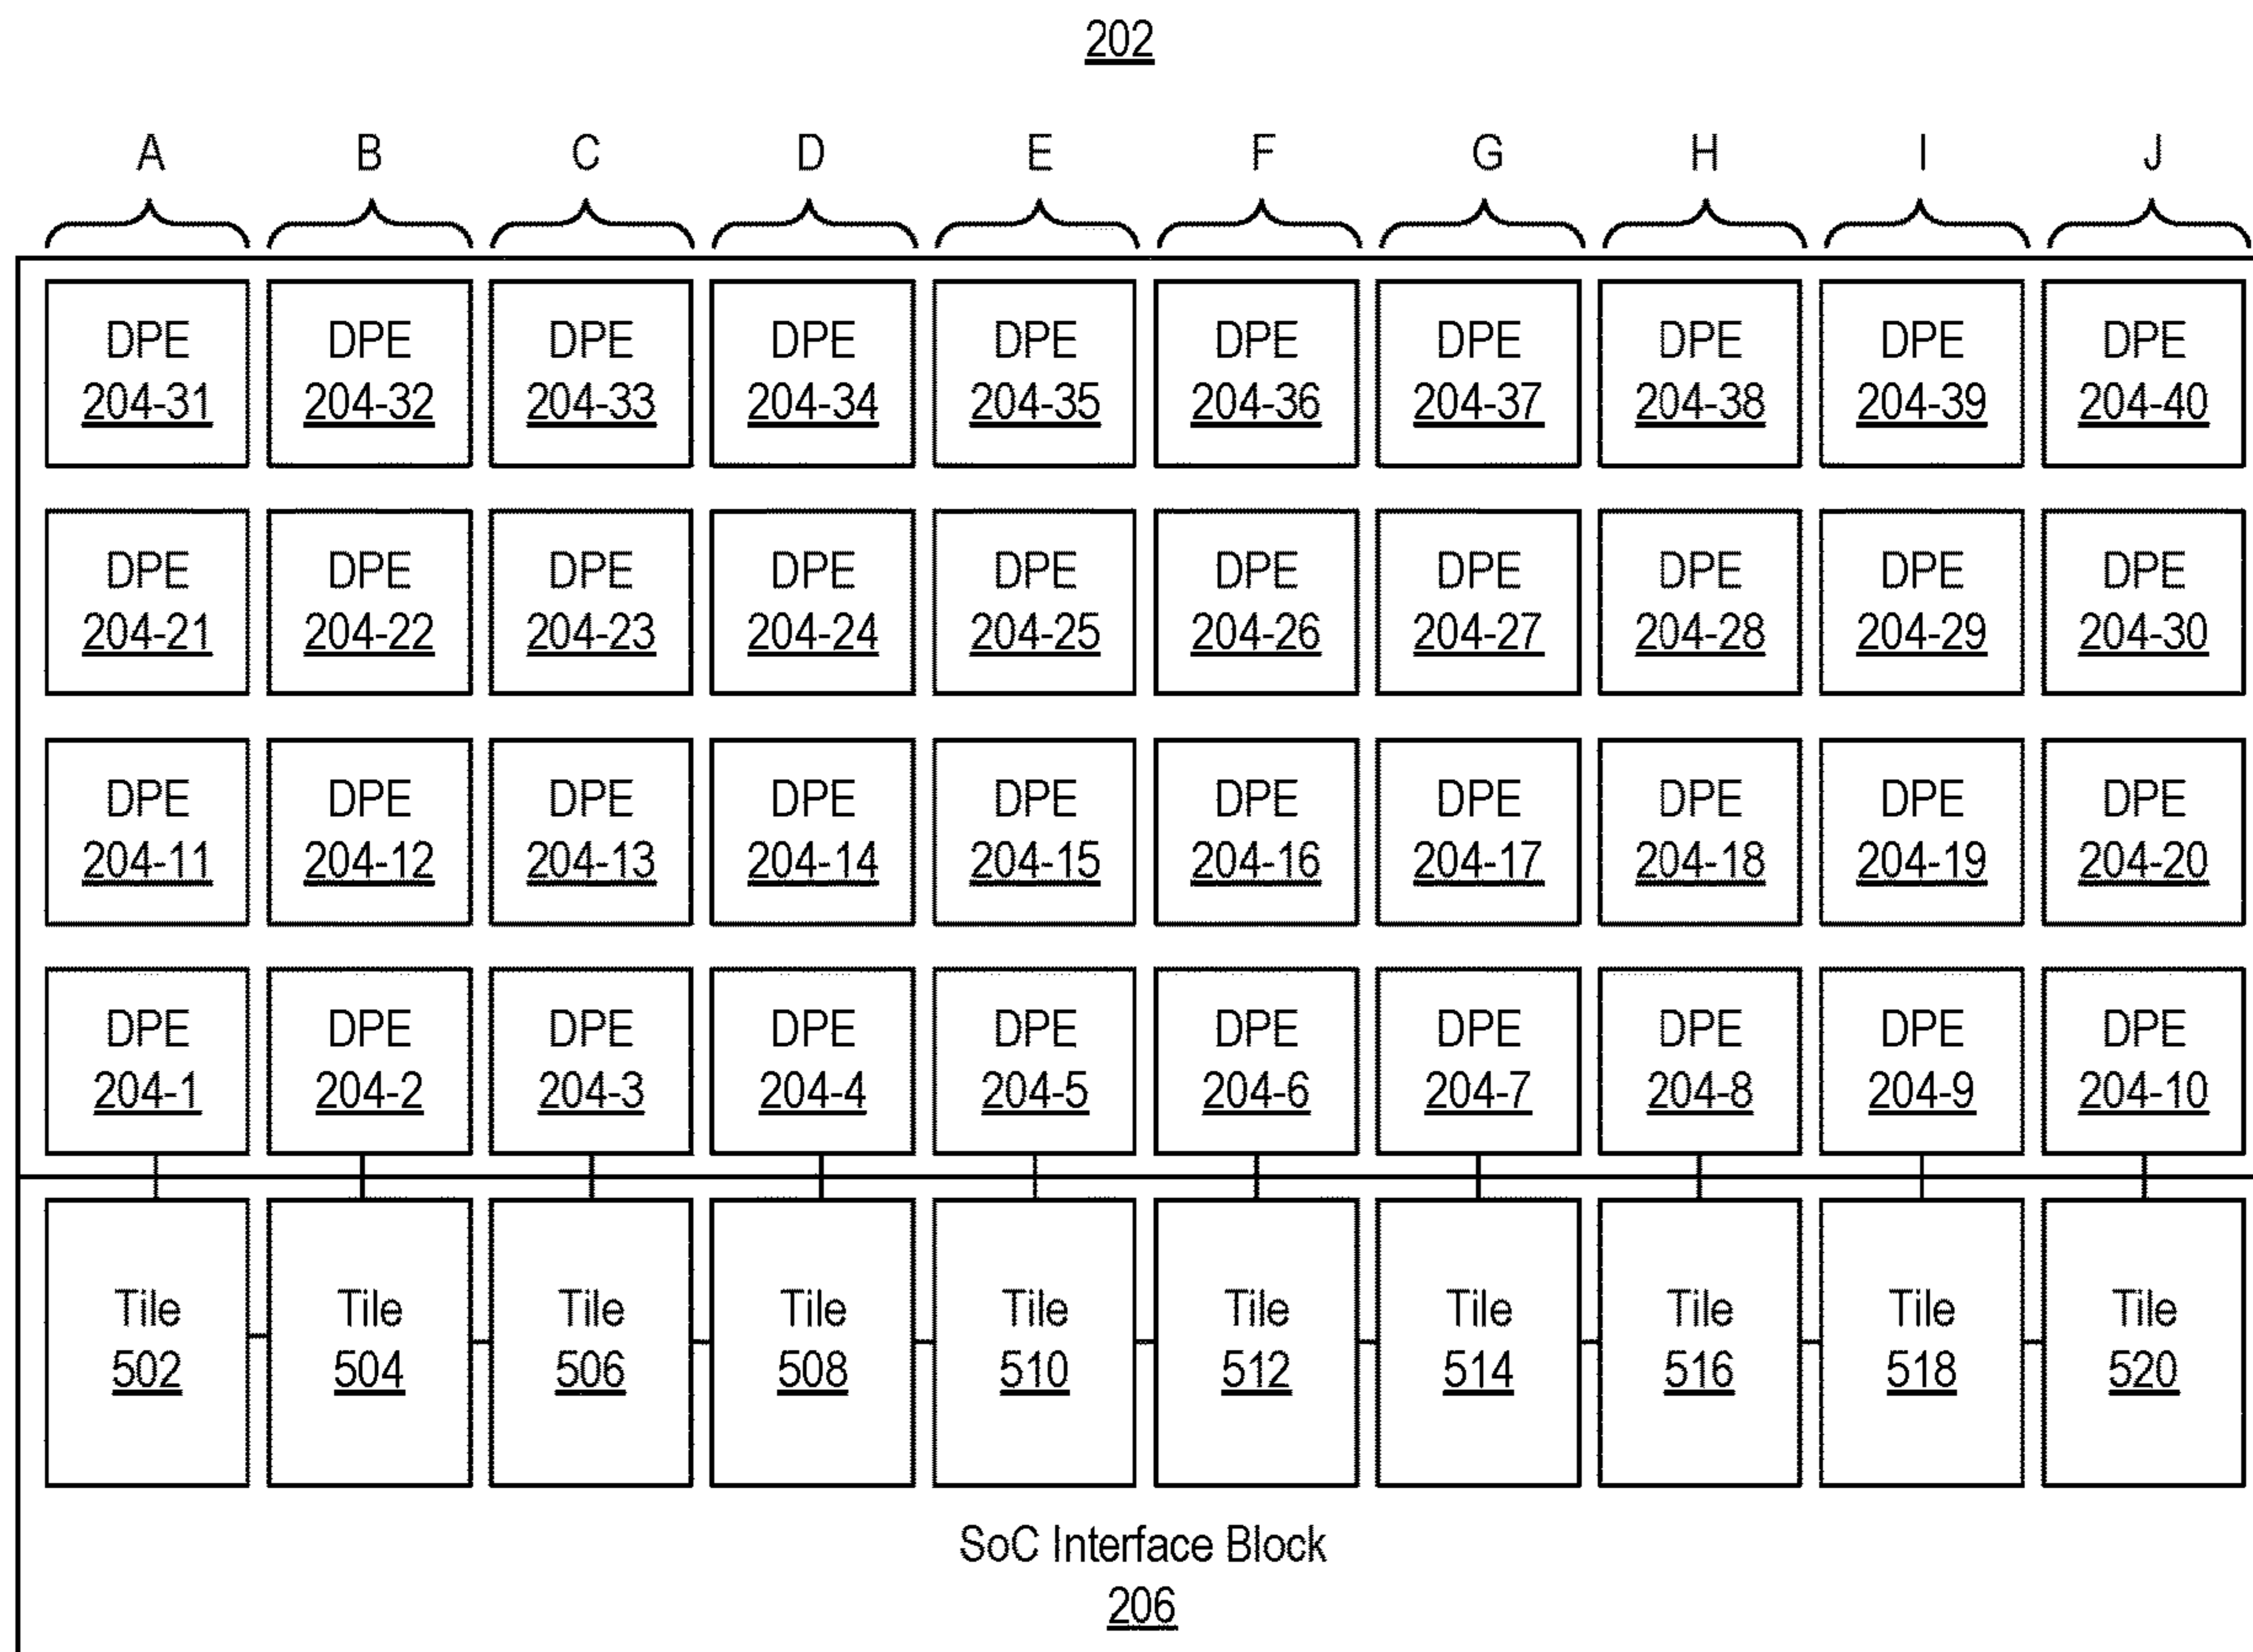 202
A B C D E F G H I J
DPE DPE DPE DPE DPE DPE DPE DPE DPE DPE
204-31 204-32 204-33 204-34 204-35 204-36 204-37 204-38 204-39 204-40
DPE DPE DPE DPE DPE DPE DPE DPE DPE DPE
204-21 204-22 204-23 204-24 204-25 204-26 204-27 204-28 204-29 204-30
DPE DPE DPE DPE DPE DPE DPE DPE DPE DPE
204-11 204-12 204-13 204-14 204-15 204-16 204-17 204-18 204-19 204-20
DPE DPE DPE DPE DPE DPE DPE DPE DPE DPE
204-1 204-2 204-3 204-4 204-5 204-6 204-7 204-8 204-9 204-10
Tile Tile Tile Tile Tile Tile Tile Tile Tile Tile
502 504 506 508 510 512 514 516 518 520
SoC Interface Block
206